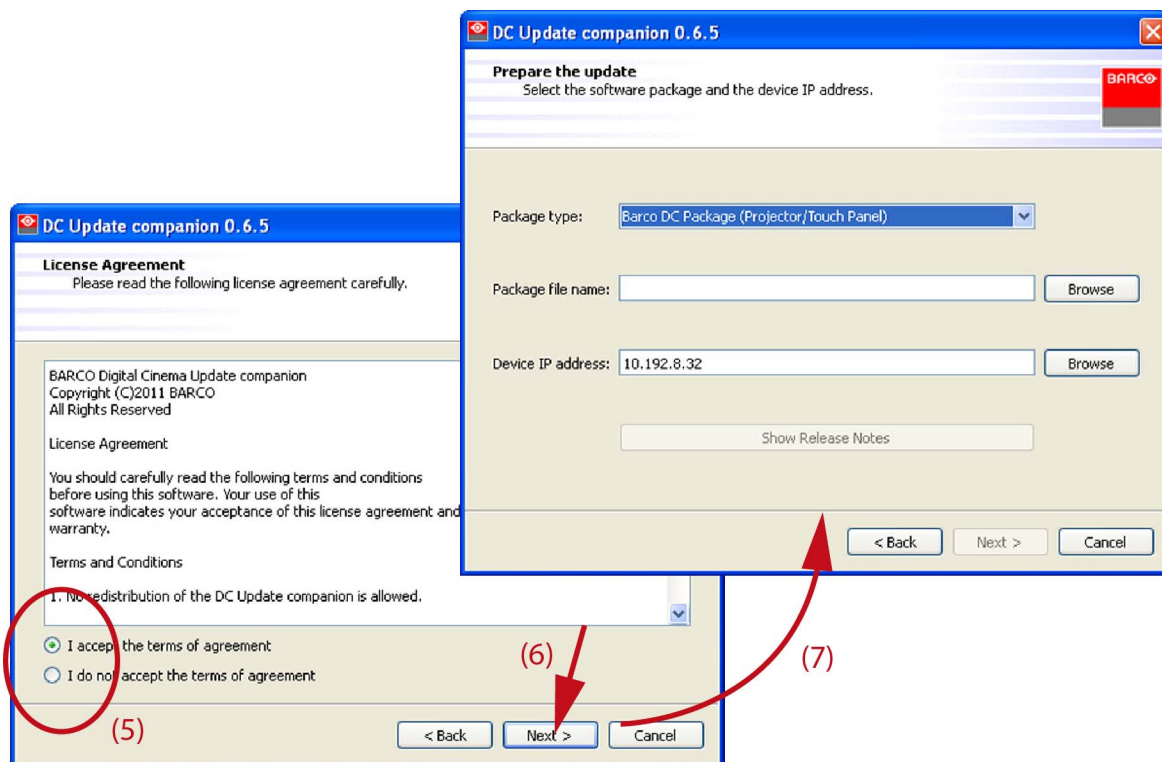 DC Update companion 0.6.5
Prepare the update
Select the software package and the device IP address.
BARCO
Package type: Barco DC Package (Projector/Touch Panel)
Package file name: Browse
Device IP address: 10.192.8.32 Browse
Show Release Notes
< Back Next > Cancel
DC Update companion 0.6.5
License Agreement
Please read the following license agreement carefully.
BARCO Digital Cinema Update companion
Copyright (C)2011 BARCO
All Rights Reserved
License Agreement
You should carefully read the following terms and conditions
before using this software. Your use of this
software indicates your acceptance of this license agreement and
warranty.
Terms and Conditions
1. No redistribution of the DC Update companion is allowed.
I accept the terms of agreement
I do not accept the terms of agreement
(5)
(6)
(7)
< Back Next > Cancel